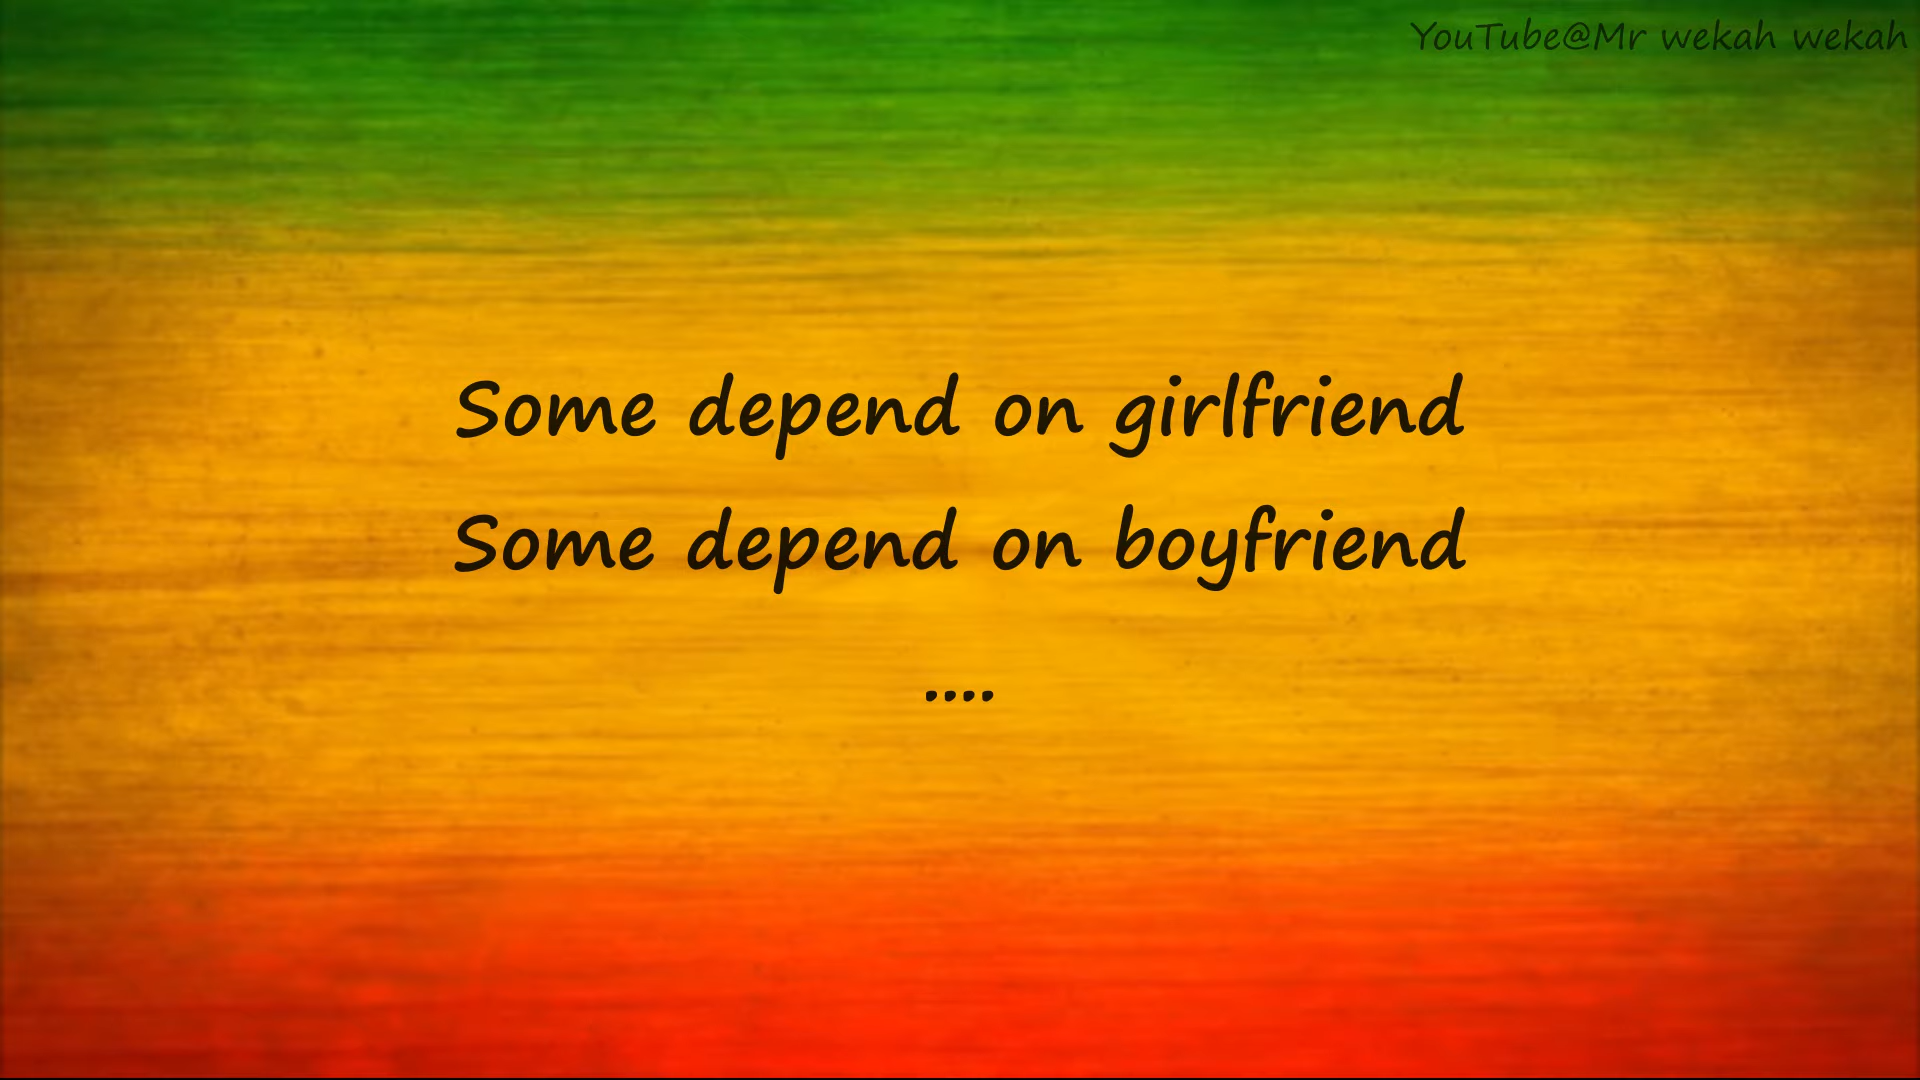 YouTube@Mr wekah wekah
Some depend on girlfriend
Some depend on boyfriend
....